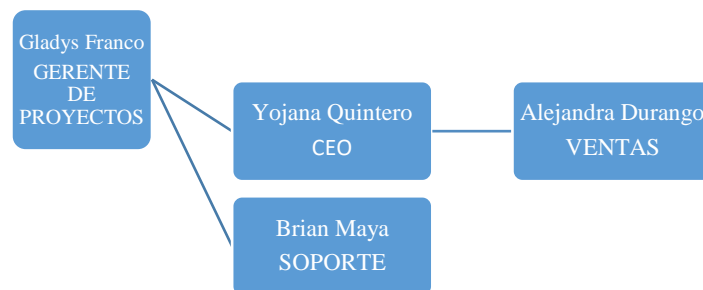 Gladys Franco
GERENTE
DE
PROYECTOS
Yojana Quintero
CEO
Alejandra Durango
VENTAS
Brian Maya
SOPORTE